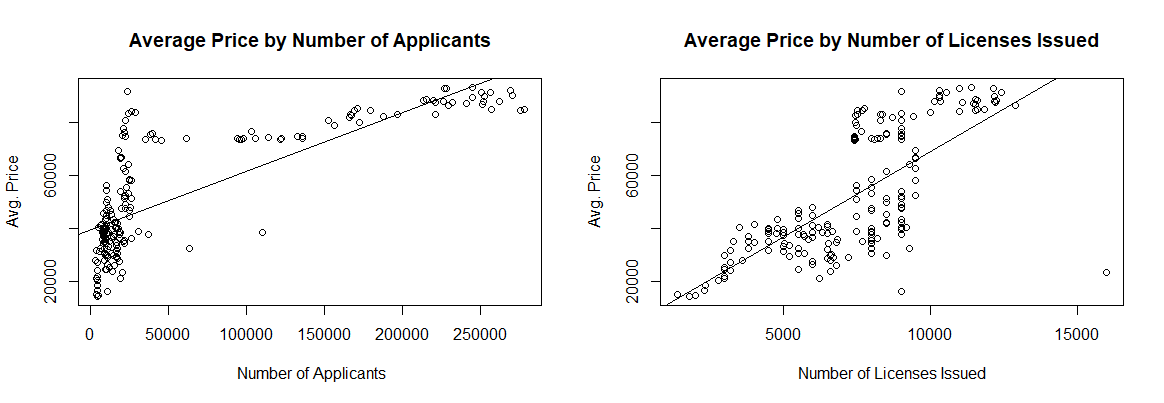 Average Price by Number of Applicants
Avg. Price
20000
60000
0
50000
100000
150000
200000
250000
Number of Applicants
Average Price by Number of Licenses Issued
Avg. Price
20000
60000
5000
10000
15000
Number of Licenses Issued